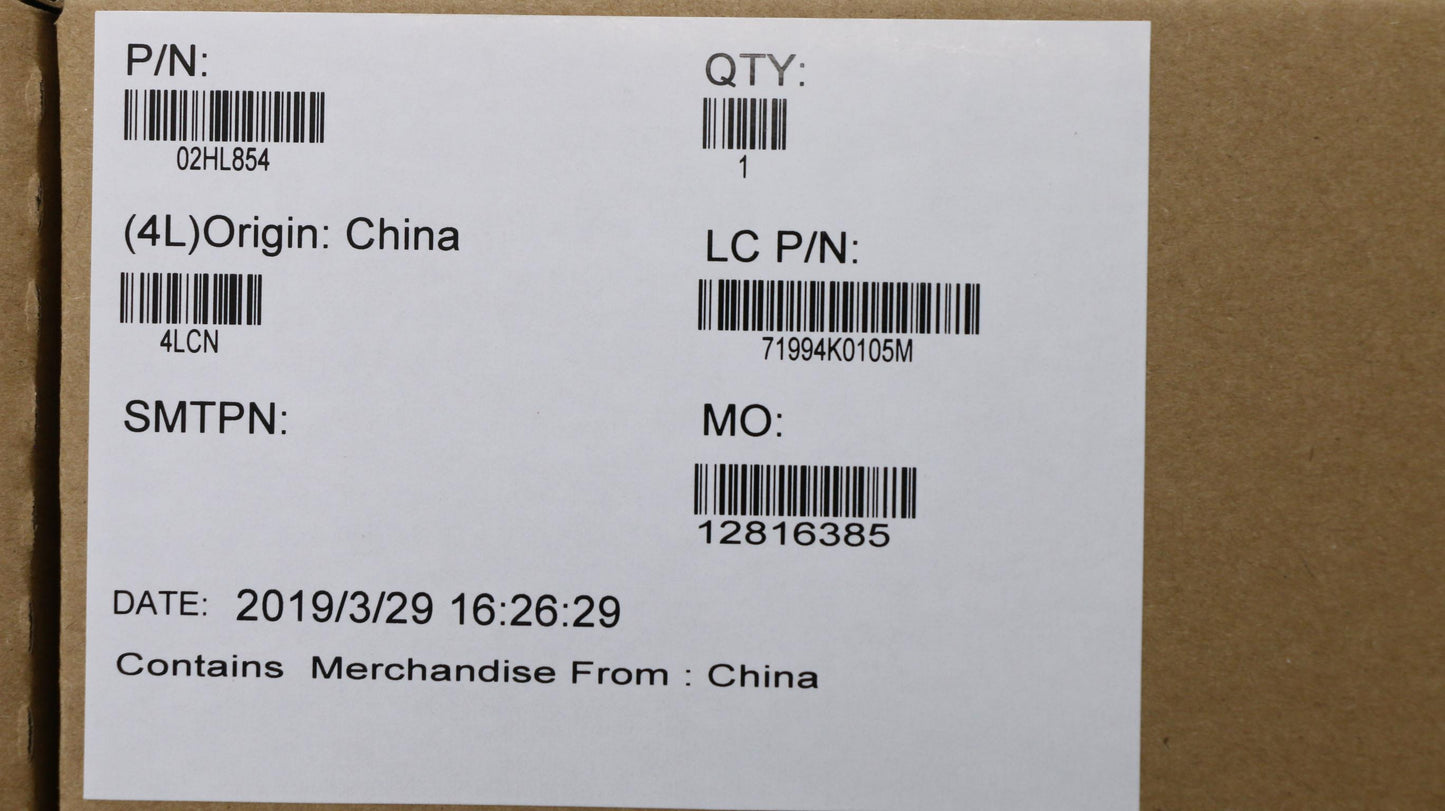 P/N:
02HL854
QTY:
1
(4L)Origin: China
4LCN
LC P/N:
71994K0105M
SMTPN:
MO:
12816385
DATE: 2019/3/29 16:26:29
Contains Merchandise From : China